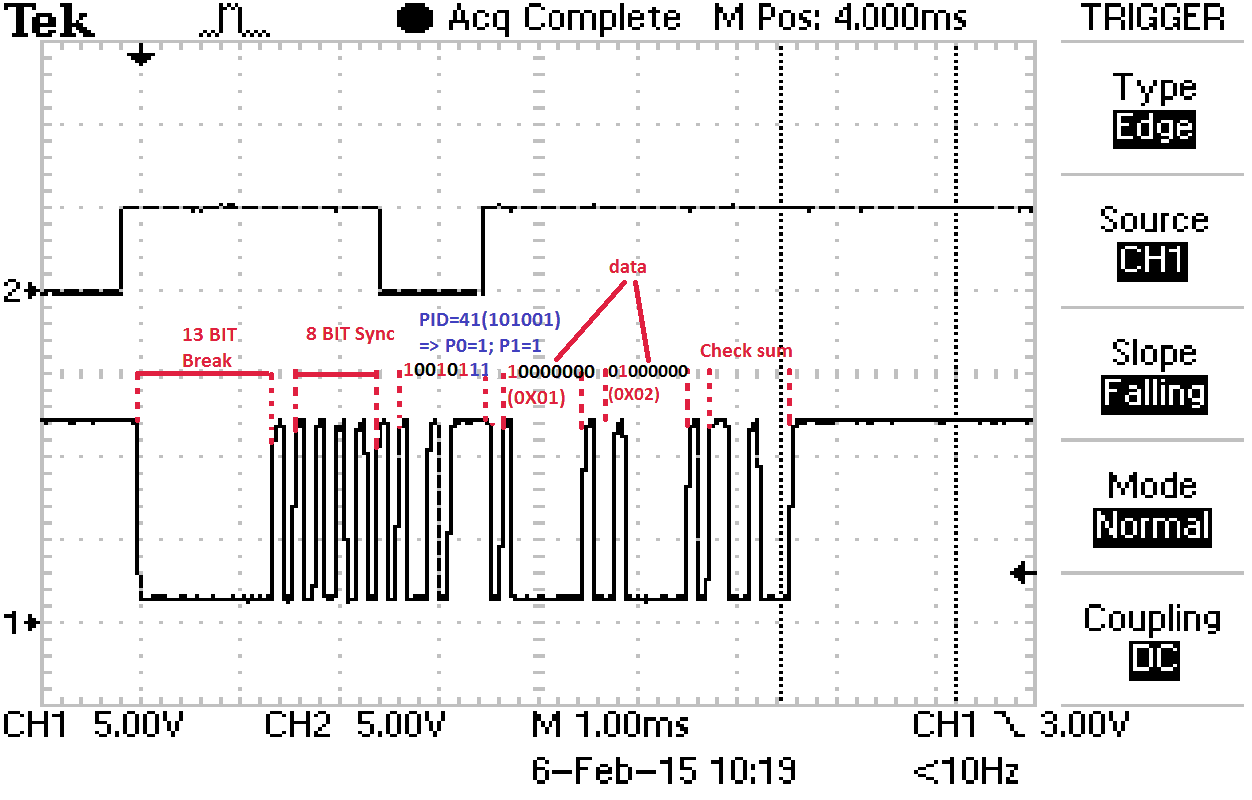 Tek Acq Complete M Pos: 4.000ms TRIGGER
Type
Edge
Source
CH1
Slope
Falling
Mode
Normal
Coupling
DC
2
data
13 BIT
Break
8 BIT Sync
PID=41(101001)
=> P0=1; P1=1
10010111
10000000
(0X01)
01000000
(0X02)
Check sum
1
CH1 5.00V CH2 5.00V M 1.00ms CH1 3.00V
6-Feb-15 10:19 <10Hz